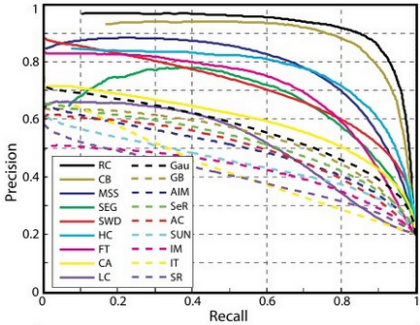 1
0.8
0.6
0.4
0.2
0
Precision
RC
CB
MSS
SEG
SWD
HC
FT
CA
LC
Gau
GB
AIM
SeR
AC
SUN
IM
IT
SR
0 0.2 0.4 0.6 0.8 1
Recall